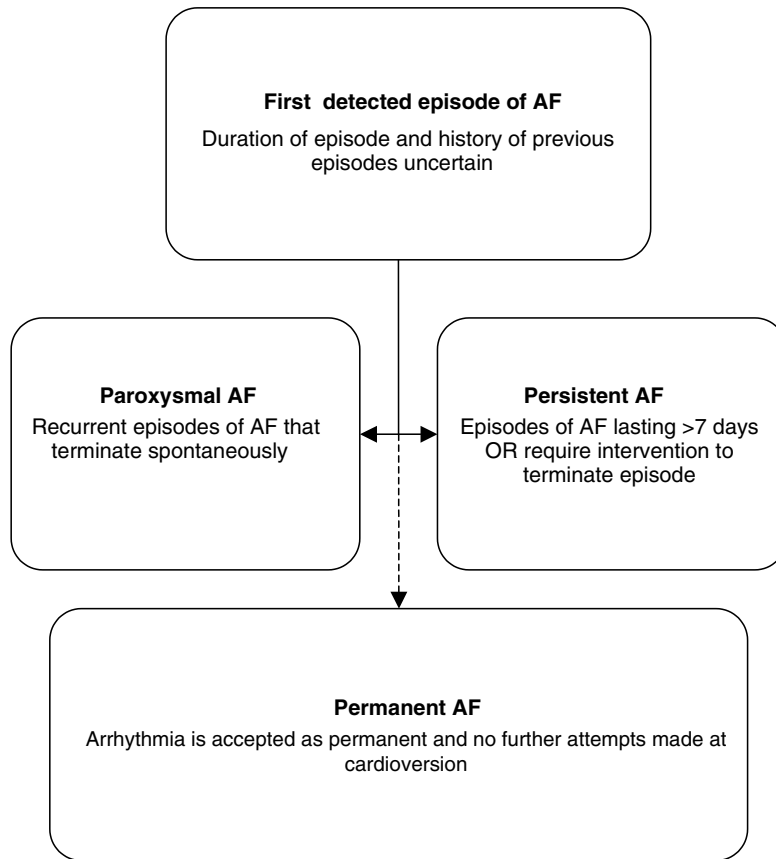 First detected episode of AF
Duration of episode and history of previous
episodes uncertain
Paroxysmal AF
Recurrent episodes of AF that
terminate spontaneously
Persistent AF
Episodes of AF lasting >7 days
OR require intervention to
terminate episode
Permanent AF
Arrhythmia is accepted as permanent and no further attempts made at
cardioversion